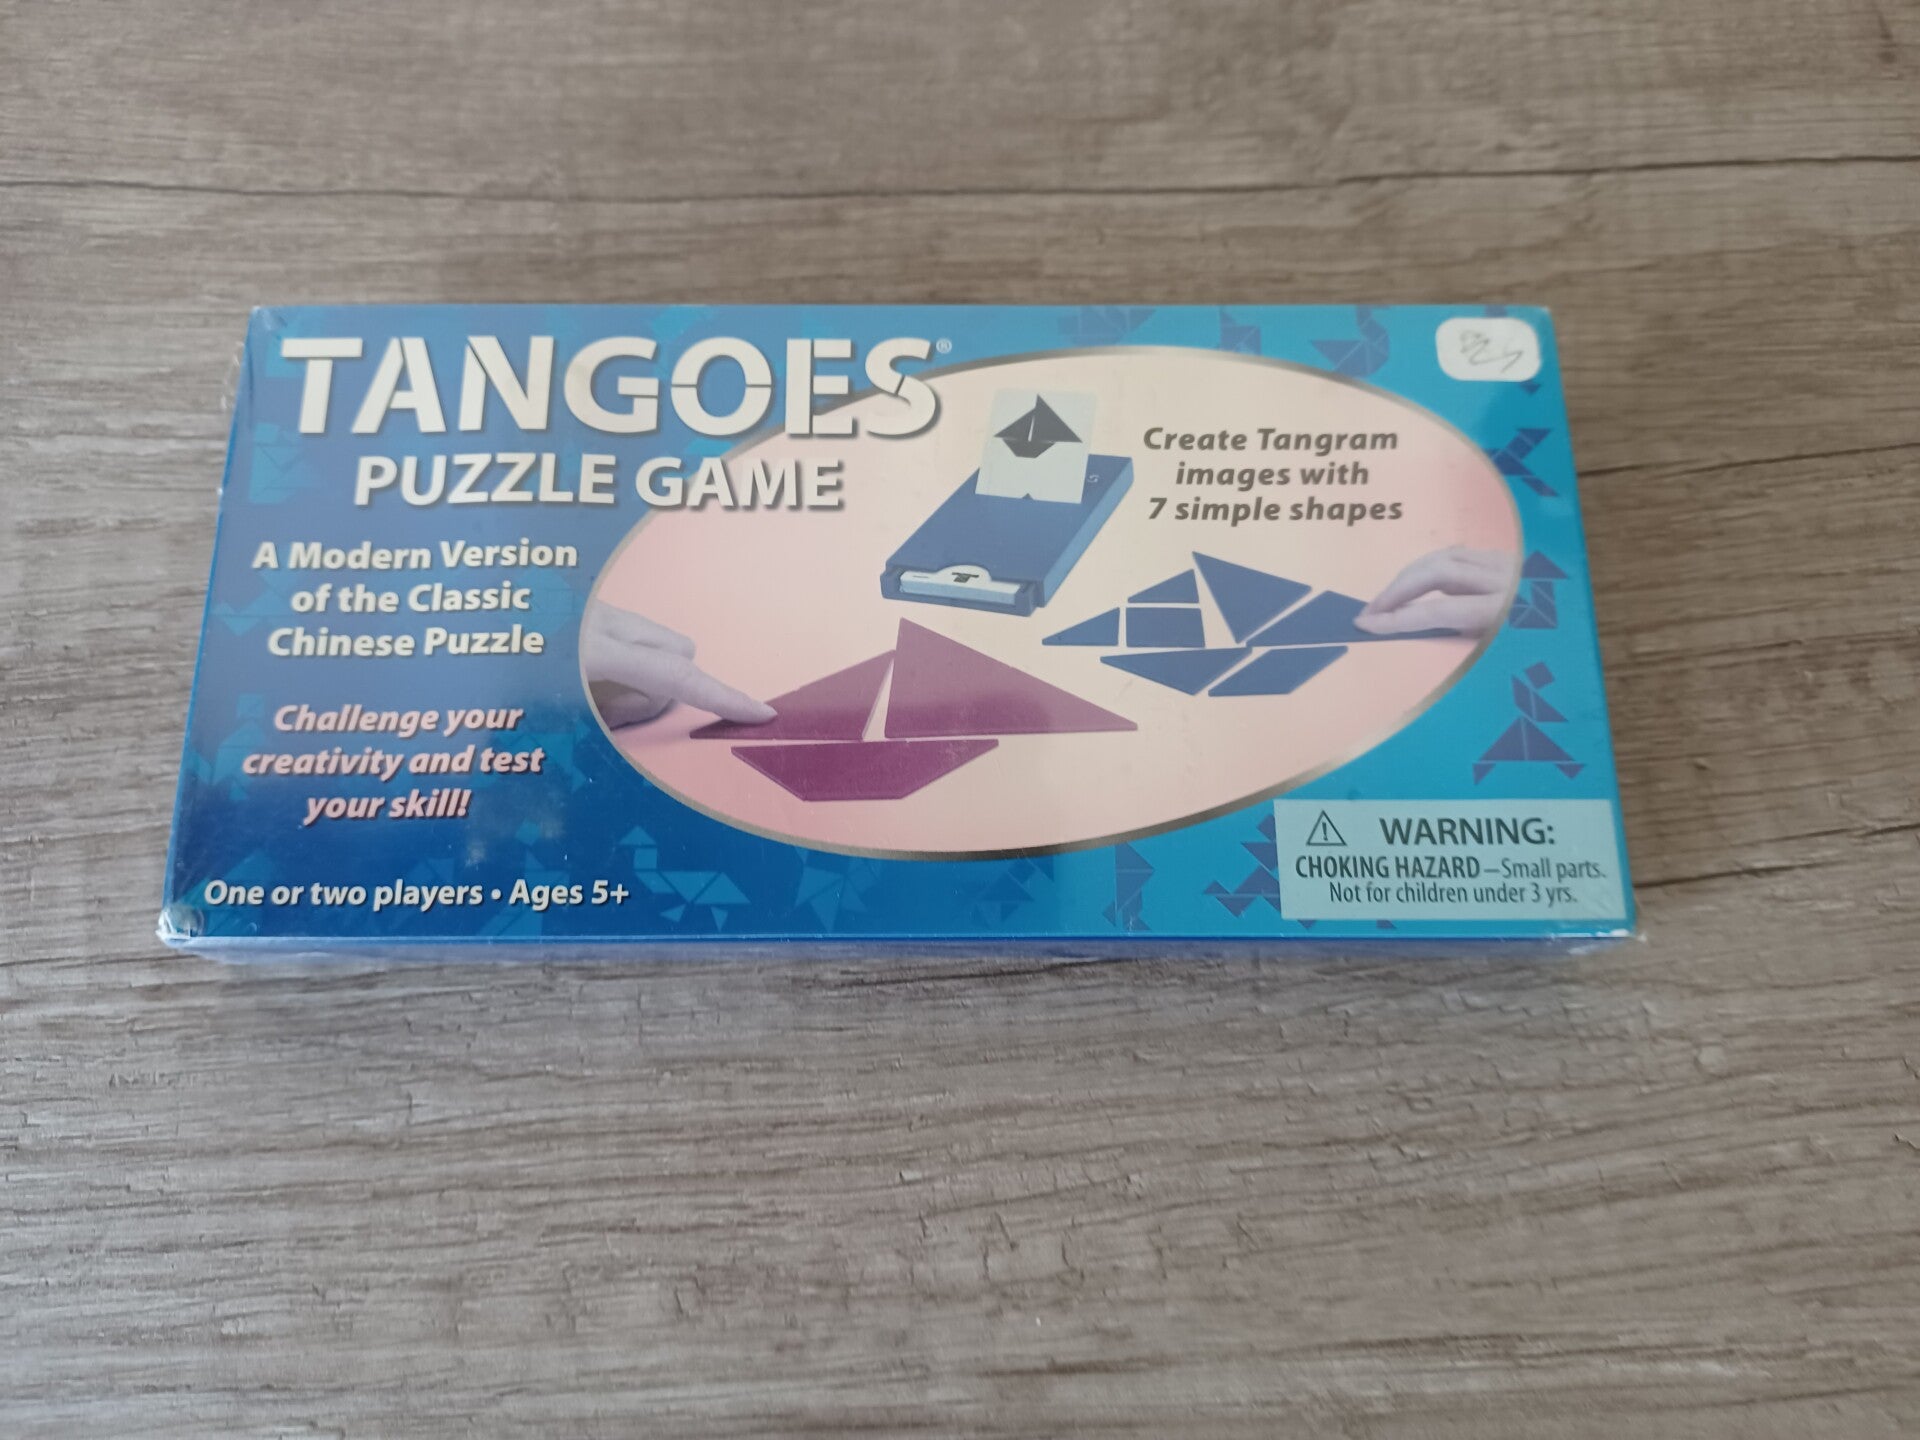 TANGOES®
PUZZLE GAME
A Modern Version
of the Classic
Chinese Puzzle
Challenge your
creativity and test
your skill!
One or two players • Ages 5+
Create Tangram
images with
7 simple shapes
⚠ WARNING:
CHOKING HAZARD—Small parts.
Not for children under 3 yrs.